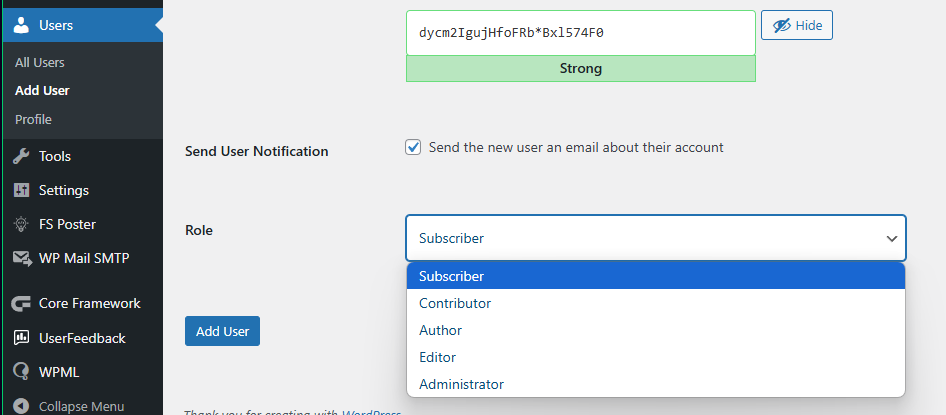 Users
All Users
Add User
Profile
Tools
Settings
FS Poster
WP Mail SMTP
Core Framework
UserFeedback
WPML
Collapse Menu
dycm2IgujHfoFRb*Bxl574F0
Hide
Strong
Send User Notification
Send the new user an email about their account
Role
Subscriber
Subscriber
Contributor
Author
Editor
Administrator
Add User
Thank you for creating with WordPress